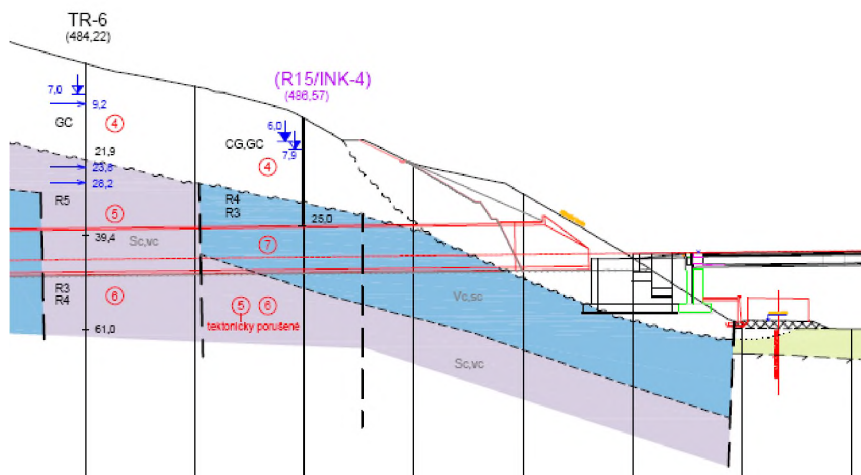 TR-6
(484,22)
(R15/INK-4)
(486,57)
7,0
9,2
GC
4
6,0
7,9
CG,GC
4
21,9
23,8
26,2
R5
R4
R3
25,0
5
Sc,vc
39,4
7
R3
R4
6
5
6
tektonicky porušené
Vc,sc
Sc,vc
61,0